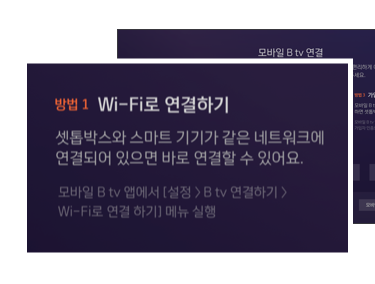 모바일 B tv 연결
방법 1 Wi-Fi로 연결하기
셋톱박스와 스마트 기기가 같은 네트워크에
연결되어 있으면 바로 연결할 수 있어요.
모바일 B tv 앱에서 [설정 > B tv 연결하기 >
Wi-Fi로 연결 하기] 메뉴 실행